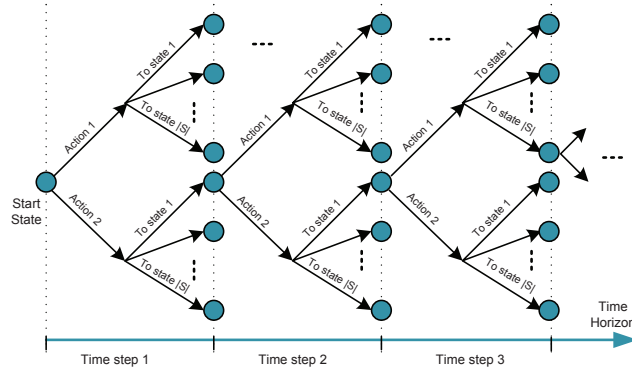 To state 1
Action 1
To state |S|
Start
State
Action 2
To state 1
To state |S|
To state 1
Action 1
To state |S|
Action 2
To state 1
To state |S|
To state 1
Action 1
To state |S|
Action 2
To state 1
To state |S|
Time
Horizon
Time step 1
Time step 2
Time step 3